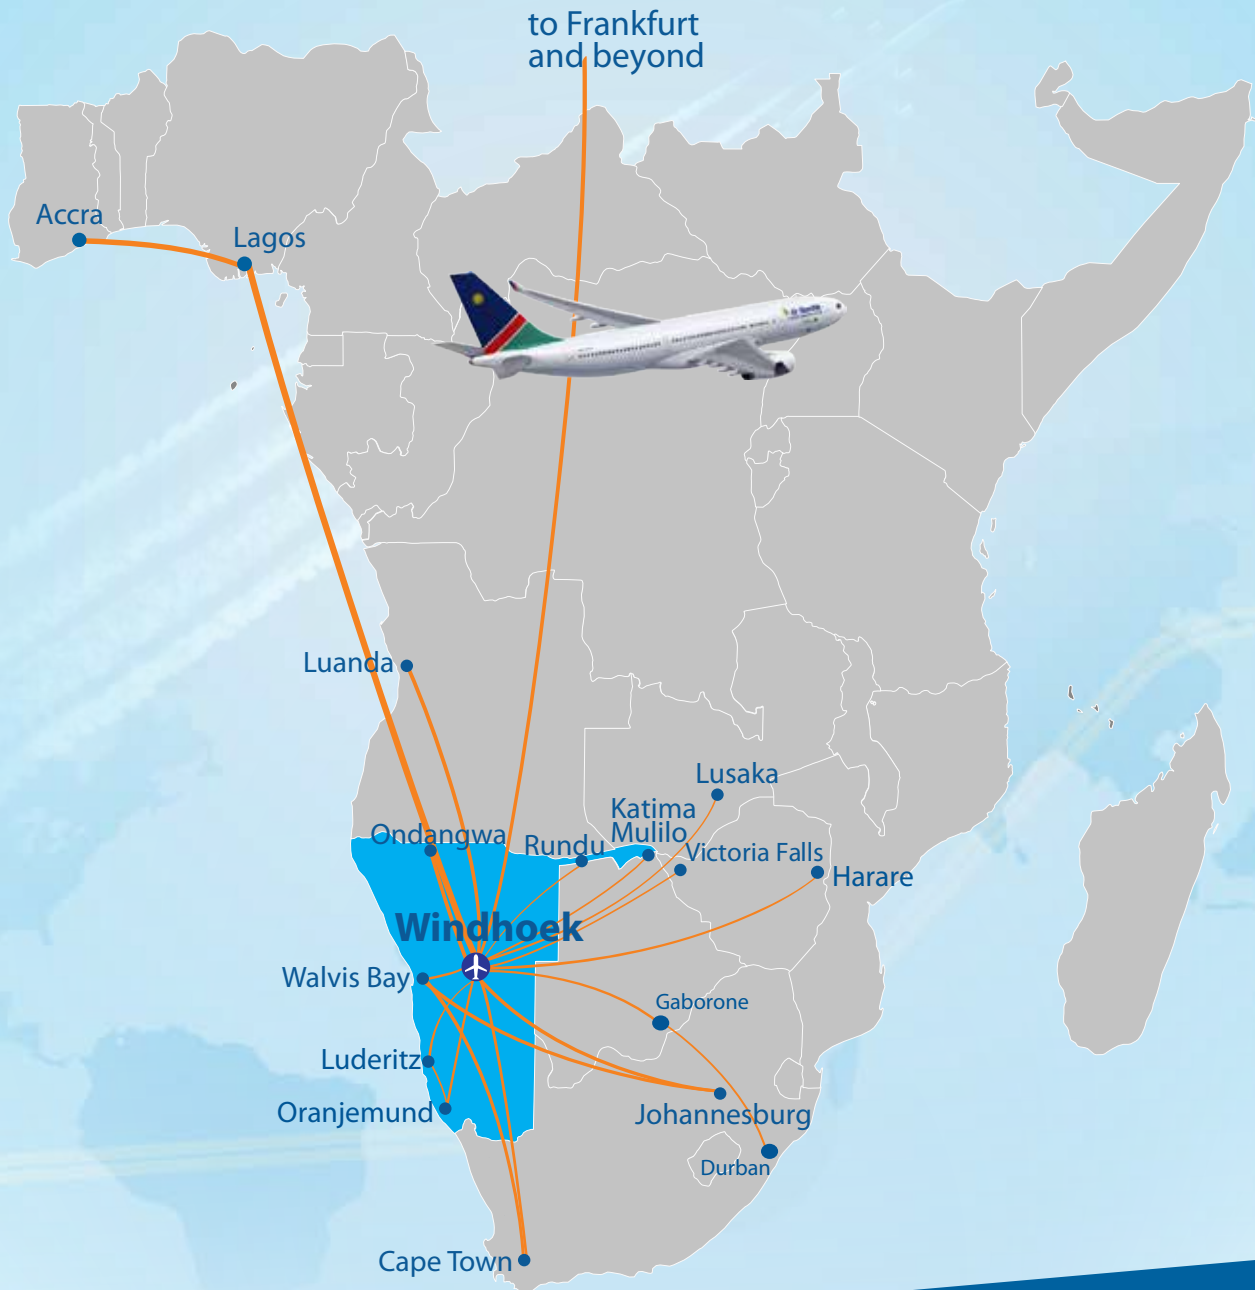 to Frankfurt
and beyond
Accra
Lagos
Luanda
Lusaka
Katima
Mulilo
Ondangwa
Rundu
Victoria Falls
Harare
Windhoek
Walvis Bay
Gaborone
Luderitz
Oranjemund
Johannesburg
Durban
Cape Town